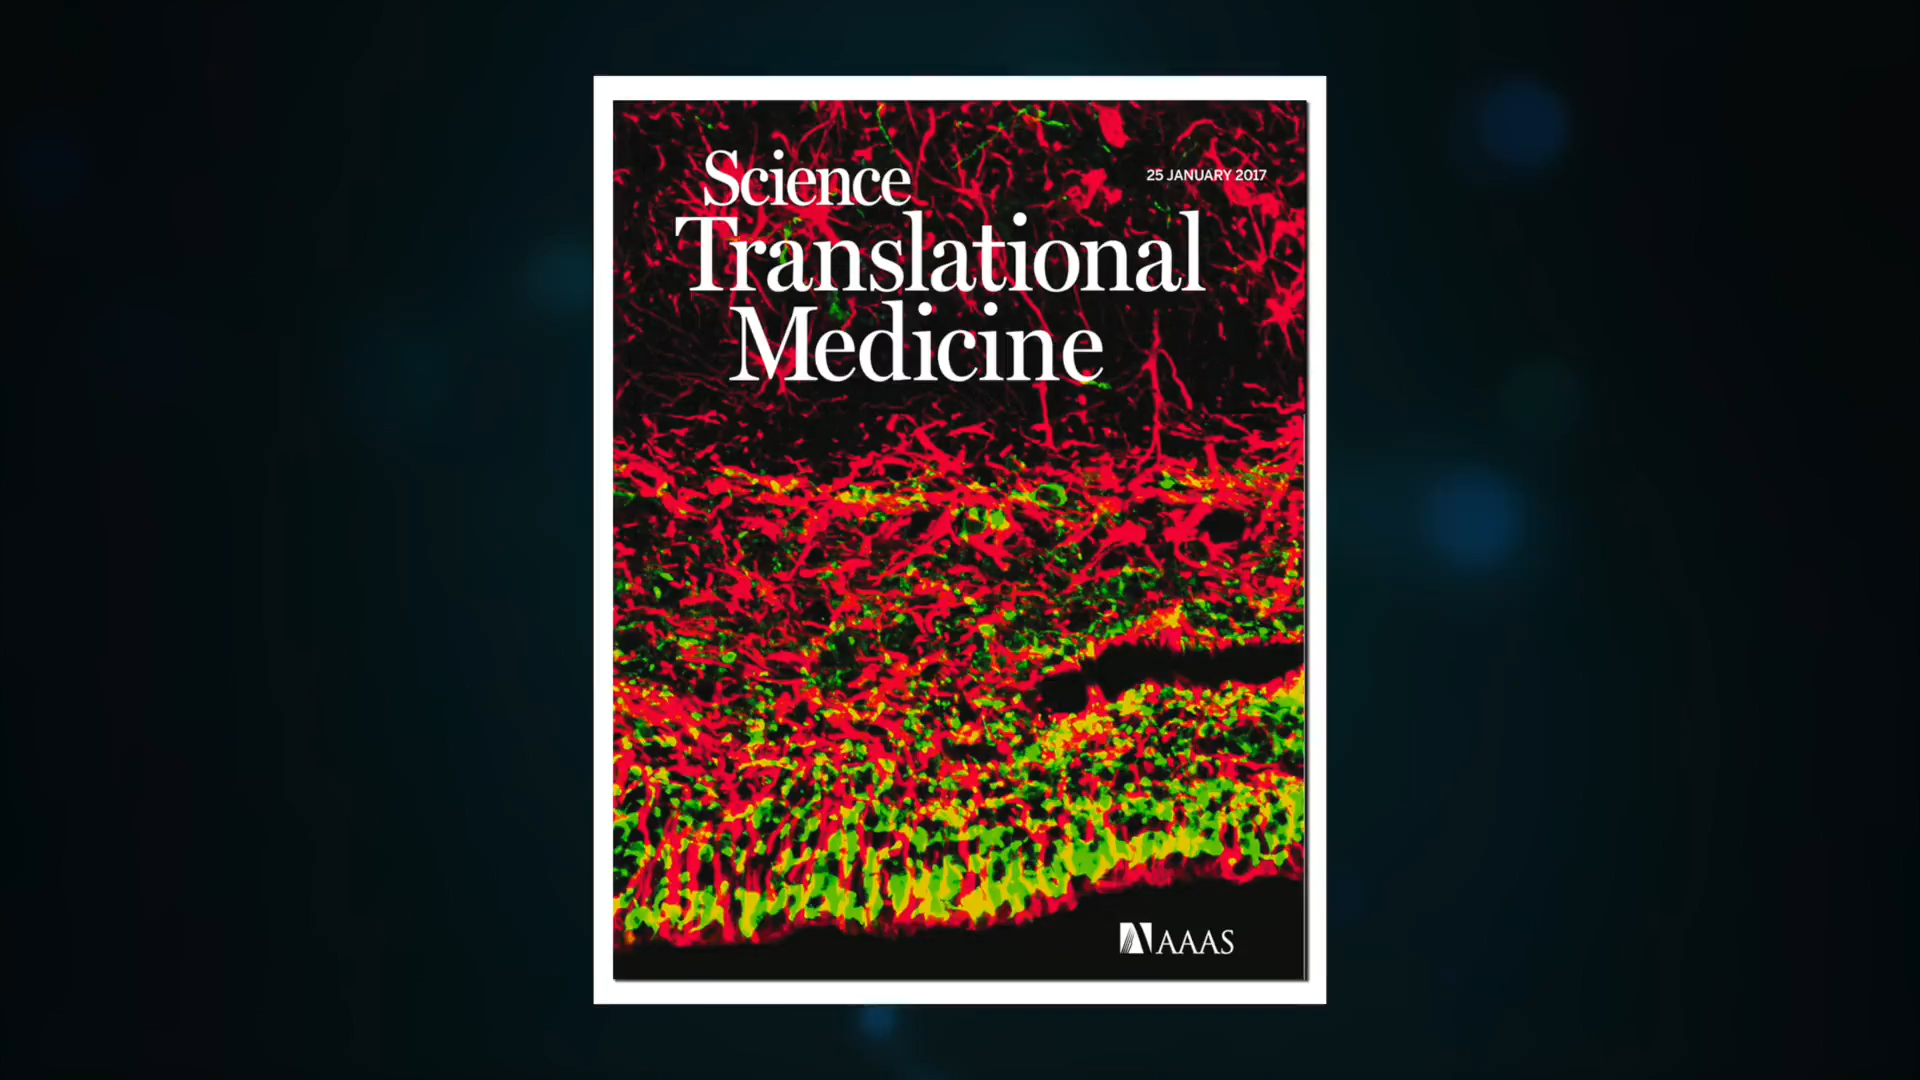 Science
25 JANUARY 2017
Translational
Medicine
AAAS